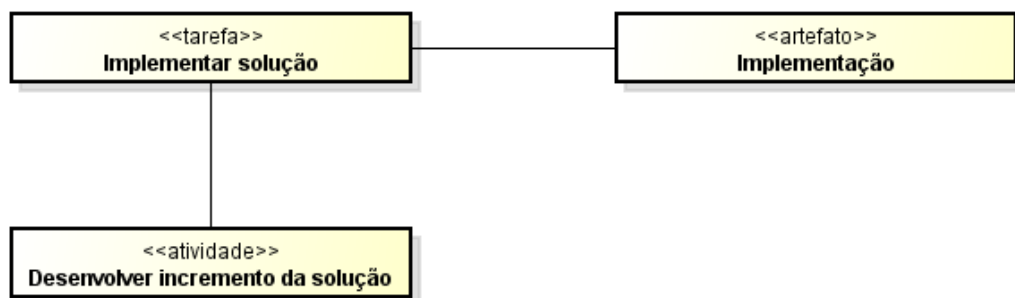 <<tarefa>>
Implementar solução
<<artefato>>
Implementação
<<atividade>>
Desenvolver incremento da solução